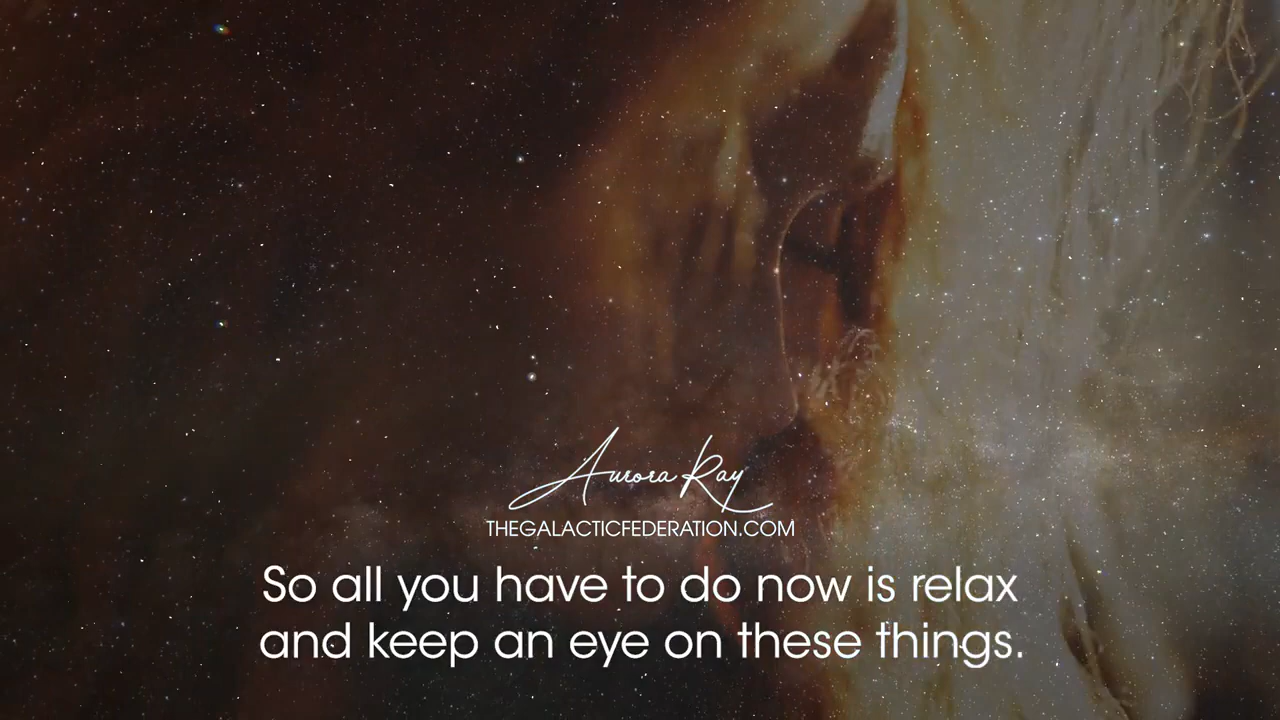 Aurora Ray
THEGALACTICFEDERATION.COM
So all you have to do now is relax
and keep an eye on these things.